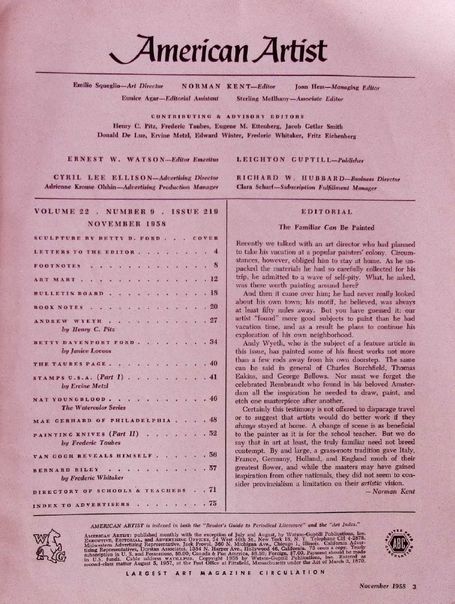 American Artist
Emilio Squeglio—Art Director NORMAN KENT—Editor Joan Hess—Managing Editor
Eunice Agar—Editorial Assistant Sterling McIlhany—Associate Editor
CONTRIBUTING & ADVISORY EDITORS
Henry C. Pitz, Frederic Taubes, Eugene M. Ettenberg, Jacob Getlar Smith
Donald De Lue, Ervine Metzl, Edward Winter, Frederic Whitaker, Fritz Eichenberg
ERNEST W. WATSON—Editor Emeritus LEIGHTON GUPTILL—Publisher
CYRIL LEE ELLISON—Advertising Director RICHARD W. HUBBARD—Business Director
Adrienne Krouse Olshin—Advertising Production Manager Clara Scharf—Subscription Fulfillment Manager
VOLUME 22 . NUMBER 9 . ISSUE 219
NOVEMBER 1958
SCULPTURE BY BETTY D. FORD . . . COVER
LETTERS TO THE EDITOR . . . . . . . 4
FOOTNOTES . . . . . . . . . . . . 8
ART MART . . . . . . . . . . . . 12
BULLETIN BOARD . . . . . . . . . . 18
BOOK NOTES . . . . . . . . . . . 20
ANDREW WYETH . . . . . . . . . . 27
by Henry C. Pitz
BETTY DAVENPORT FORD . . . . . . . 34
by Janice Lovoos
THE TAUBES PAGE . . . . . . . . . 40
STAMPS U.S.A. (Part I) . . . . . . . 41
by Ervine Metzl
NAT YOUNGBLOOD . . . . . . . . . 46
The Watercolor Series
MAE GERHARD OF PHILADELPHIA . . . 48
PAINTING KNIVES (Part II) . . . . . 52
by Frederic Taubes
VAN GOGH REVEALS HIMSELF . . . . . 56
BERNARD RILEY . . . . . . . . . . 57
by Frederic Whitaker
DIRECTORY OF SCHOOLS & TEACHERS . . 71
INDEX TO ADVERTISERS . . . . . . . 75
EDITORIAL
The Familiar Can Be Painted
Recently we talked with an art director who had planned
to take his vacation at a popular painters' colony. Circum-
stances, however, obliged him to stay at home. As he un-
packed the materials he had so carefully collected for his
trip, he admitted to a wave of self-pity. What, he asked,
was there worth painting around here?
And then it came over him; he had never really looked
about his own town; his motif, he believed, was always
at least fifty miles away. But you have guessed it: our
artist "found" more good subjects to paint than he had
vacation time, and as a result he plans to continue his
exploration of his own neighborhood.
Andy Wyeth, who is the subject of a feature article in
this issue, has painted some of his finest works not more
than a few rods away from his own doorstep. The same
can be said in general of Charles Burchfield, Thomas
Eakins, and George Bellows. Nor must we forget the
celebrated Rembrandt who found in his beloved Amster-
dam all the inspiration he needed to draw, paint, and
etch one masterpiece after another.
Certainly this testimony is not offered to disparage travel
or to suggest that artists would do better work if they
always stayed at home. A change of scene is as beneficial
to the painter as it is for the school teacher. But we do
say that in art at least, the truly familiar need not breed
contempt. By and large, a grass-roots tradition gave Italy,
France, Germany, Holland, and England much of their
greatest flower, and while the masters may have gained
inspiration from other nationals, they did not seem to con-
sider provincialism a limitation on their artistic vision.
– Norman Kent
AMERICAN ARTIST is indexed in both the "Reader's Guide to Periodical Literature" and the "Art Index."
AMERICAN ARTIST: published monthly with the exception of July and August, by Watson-Guptill Publications, Inc.
LARGEST ART MAGAZINE CIRCULATION
W
A G
ABC
November 1958 3